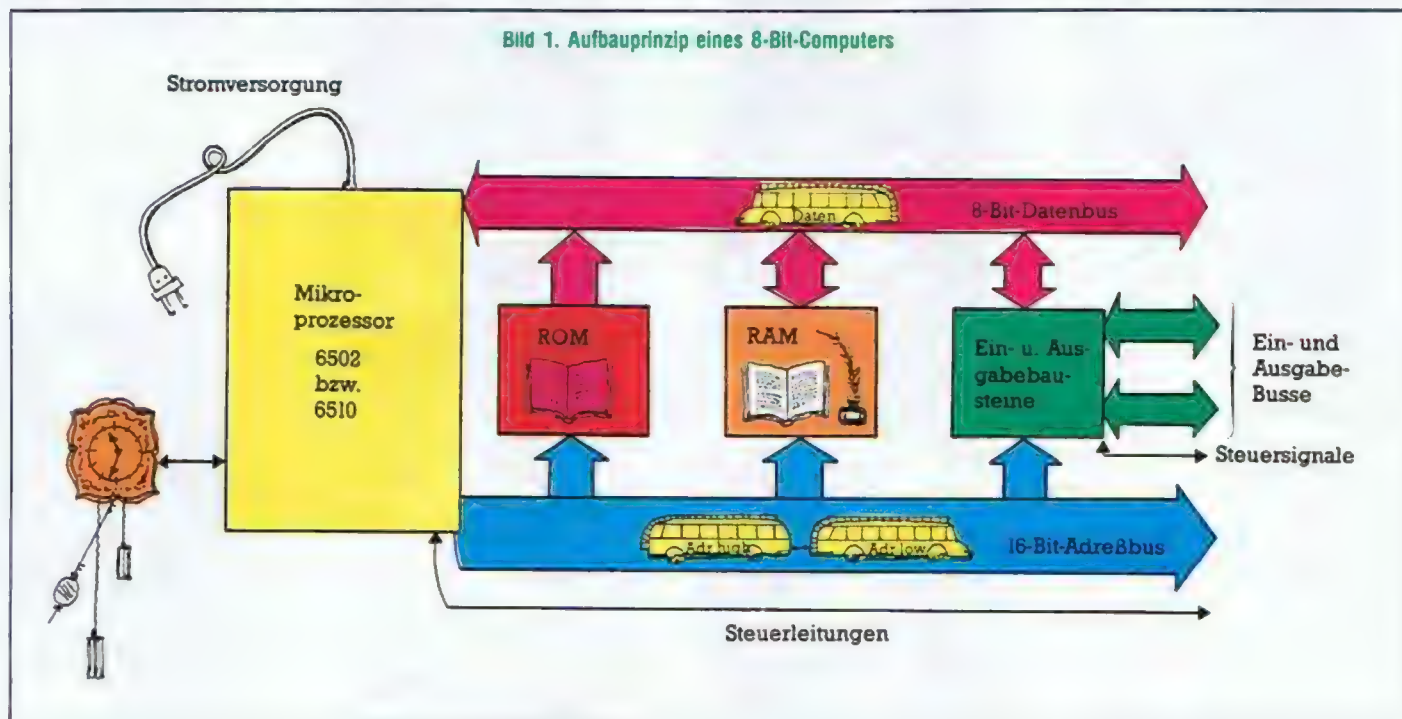 Bild 1. Aufbauprinzip eines 8-Bit-Computers
Stromversorgung
Daten
8-Bit-Datenbus
Mikro-
prozessor
6502
bzw.
6510
ROM
RAM
Ein- u. Aus-
gabebau-
steine
Ein- und
Ausgabe-
Busse
Steuersignale
Adr.high
Adr.low
16-Bit-Adreßbus
Steuerleitungen